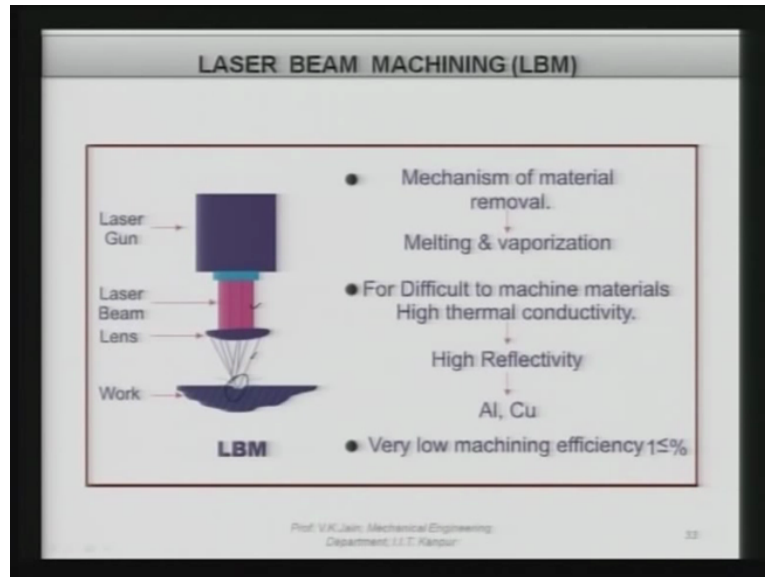 LASER BEAM MACHINING (LBM)
Laser
Gun
Laser
Beam
Lens
Work
LBM
● Mechanism of material
removal.
Melting & vaporization
● For Difficult to machine materials
High thermal conductivity.
High Reflectivity
Al, Cu
● Very low machining efficiency 1≤%
Prof. V.K.Jain, Mechanical Engineering
Department, I.I.T. Kanpur
33